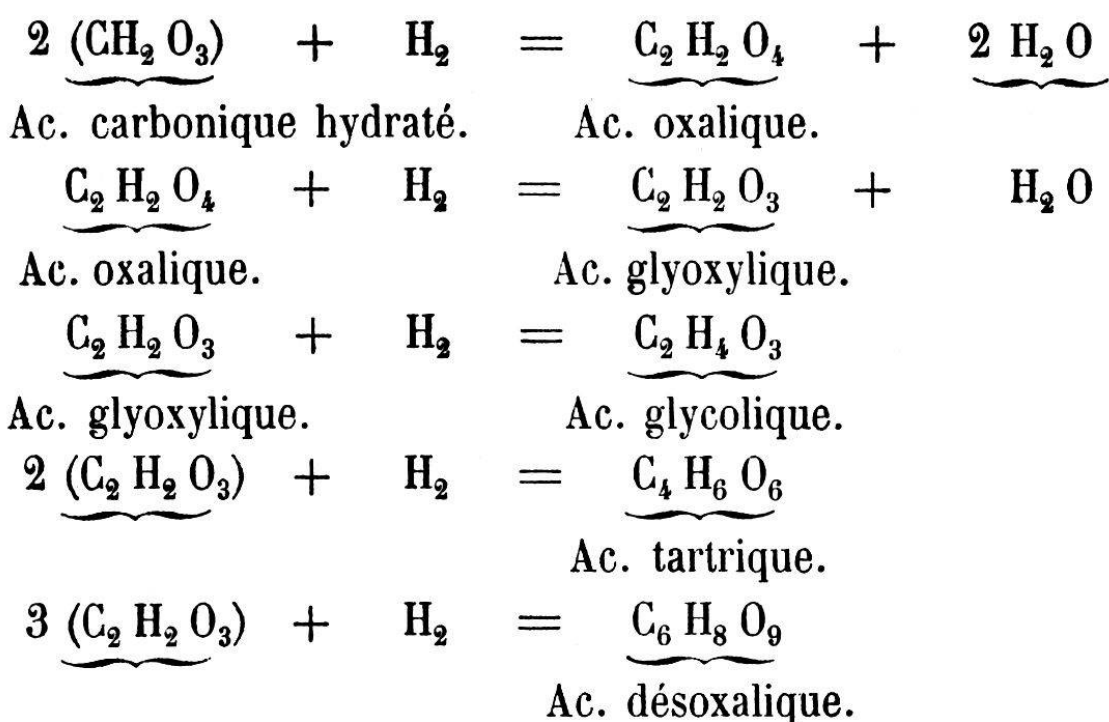 2 (CH₂ O₃) + H₂ = C₂ H₂ O₄ + 2 H₂ O
Ac. carbonique hydraté. Ac. oxalique.
C₂ H₂ O₄ + H₂ = C₂ H₂ O₃ + H₂ O
Ac. oxalique. Ac. glyoxylique.
C₂ H₂ O₃ + H₂ = C₂ H₄ O₃
Ac. glyoxylique. Ac. glycolique.
2 (C₂ H₂ O₃) + H₂ = C₄ H₆ O₆
Ac. tartrique.
3 (C₂ H₂ O₃) + H₂ = C₆ H₈ O₉
Ac. désoxalique.